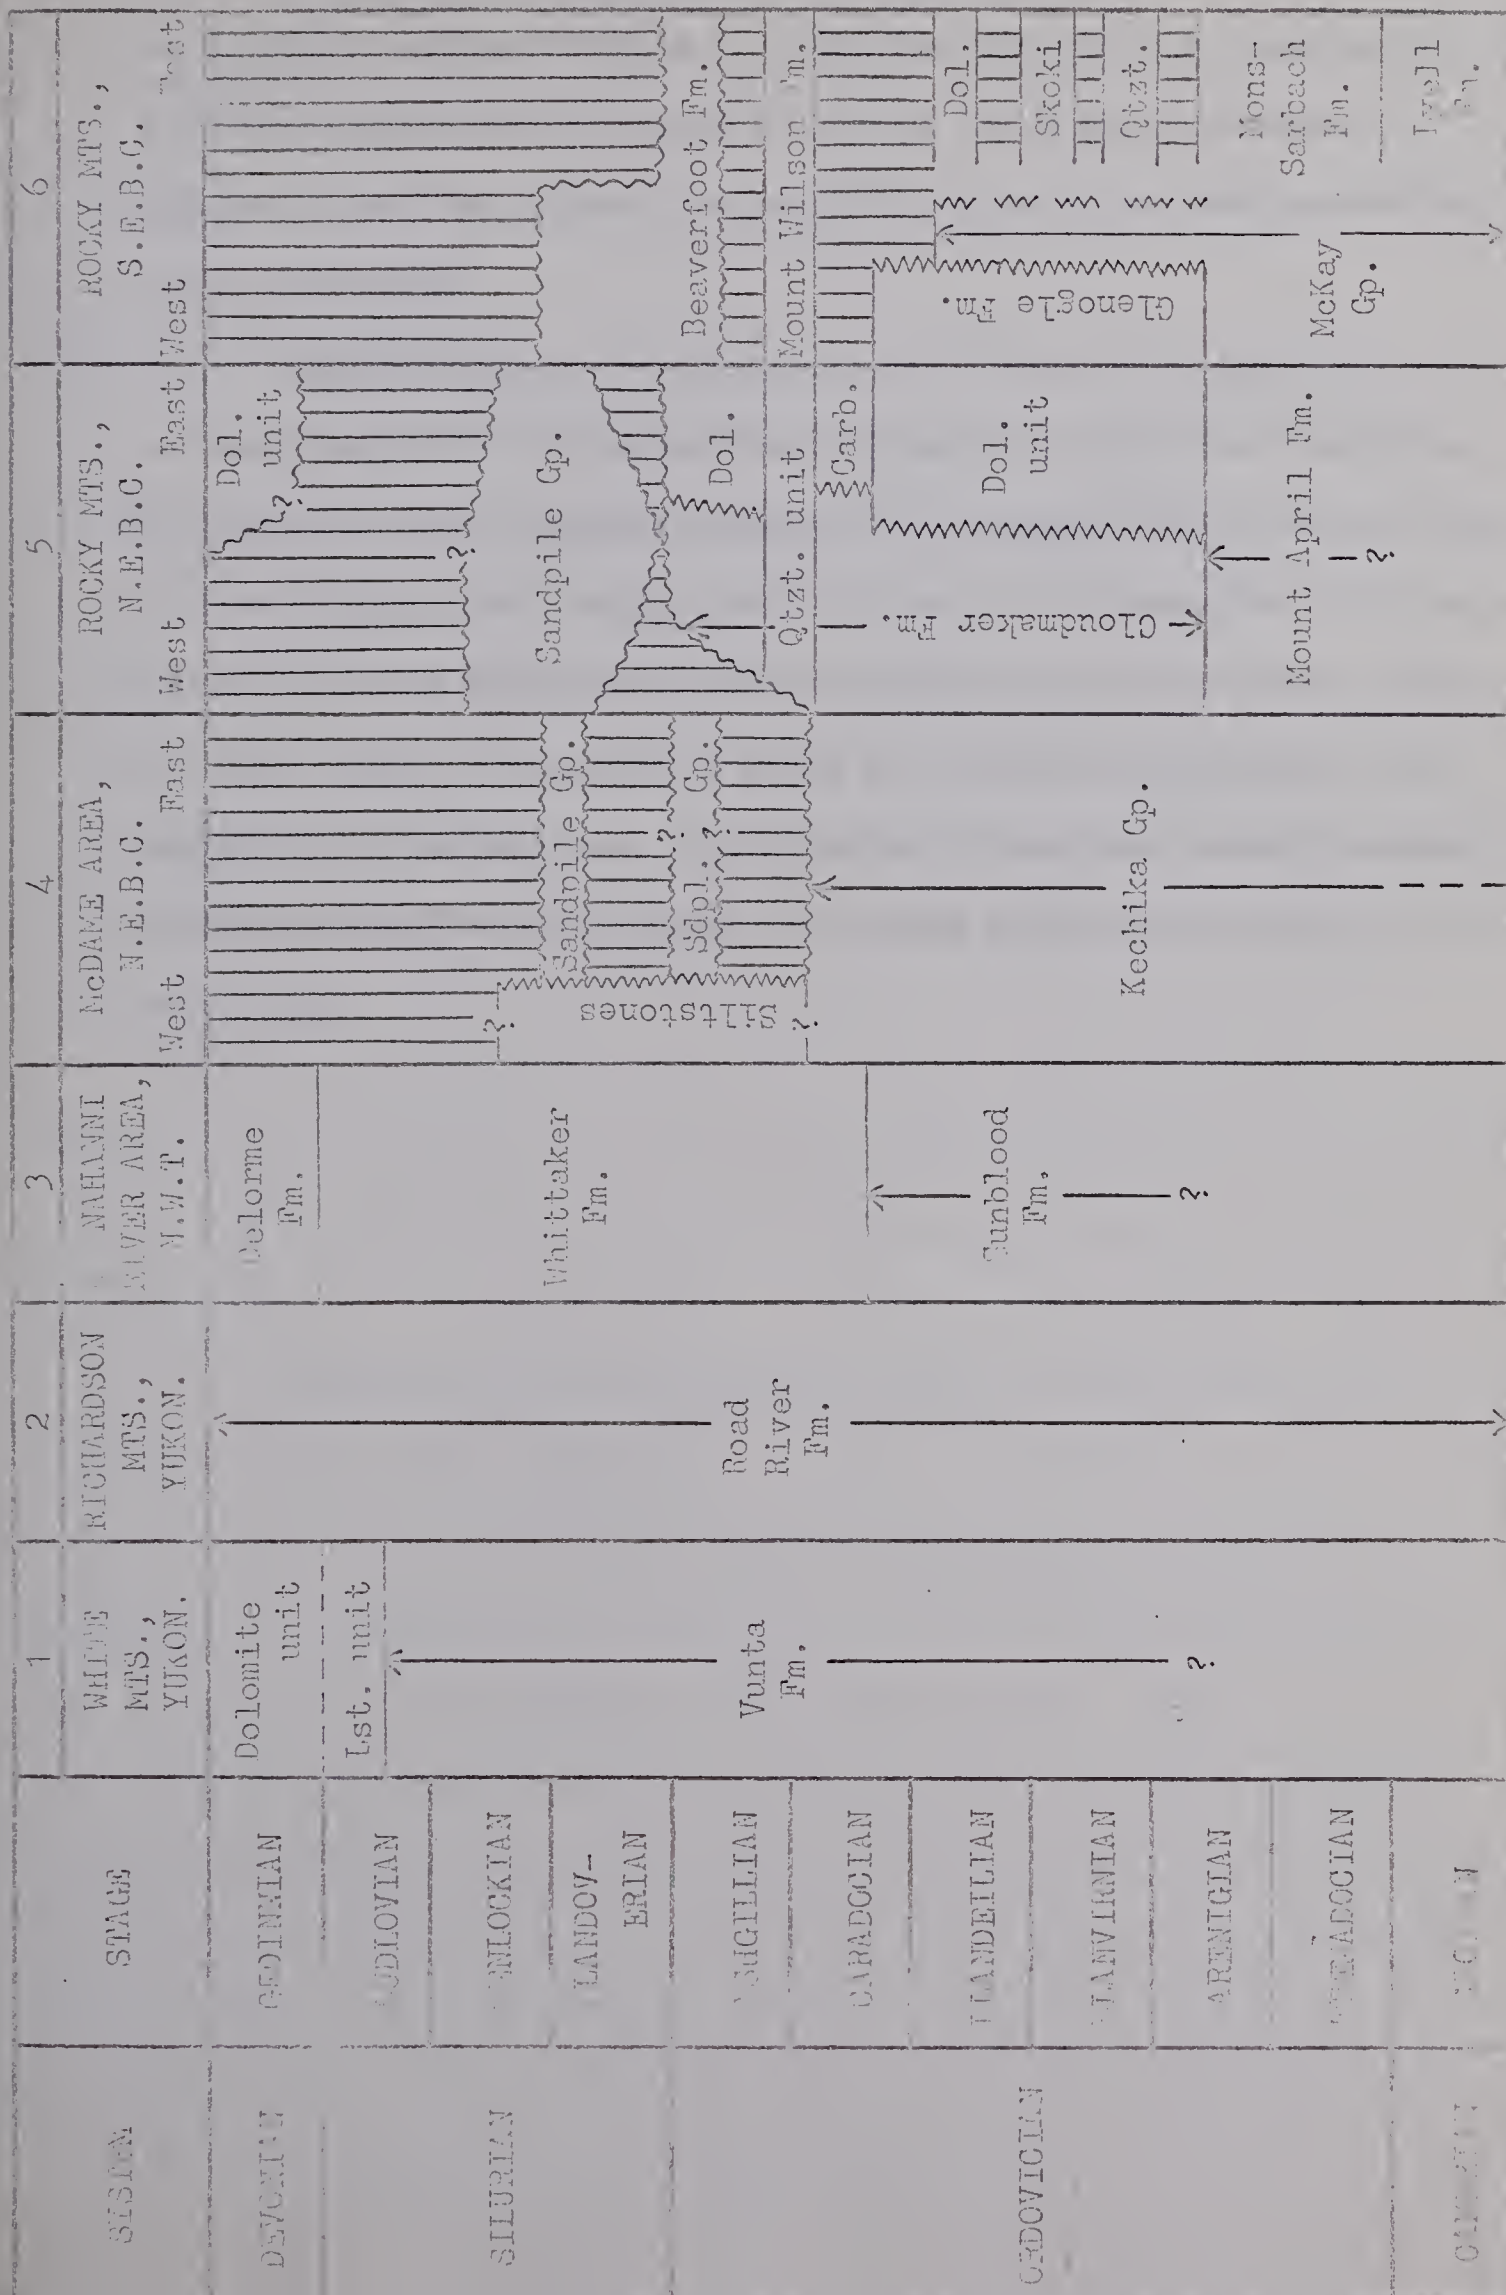 SYSTEM
STAGE
1
WHITE
MTS.,
YUKON.
2
RICHARDSON
MTS.,
YUKON.
3
NAHANNI
RIVER AREA,
N.W.T.
4
McDAME AREA,
N.E.B.C.
West East
5
ROCKY MTS.,
N.E.B.C.
West East
6
ROCKY MTS.,
S.E.B.C.
West East
DEVONIAN
SILURIAN
ORDOVICIAN
GEDINNIAN
LUDLOVIAN
WENLOCKIAN
LLANDOV-
ERIAN
ASHGILLIAN
CARADOCIAN
LLANDEILIAN
LLANVIRNIAN
ARENIGIAN
TREMADOCIAN
Dolomite
unit
Lst. unit
Vunta
Fm.
?
Road
River
Fm.
Delorme
Fm.
Whittaker
Fm.
Sunblood
Fm.
?
?
Siltstones
?
Sandpile Gp.
? ?
Sdpl. Gp.
Kechika Gp.
Dol.
unit
?
?
Sandpile Gp.
Dol.
Qtzt. unit
Carb.
Dol.
unit
Cloudmaker Fm.
Mount April Fm.
?
Beaverfoot Fm.
Mount Wilson Fm.
Glenogle Fm.
Dol.
Skoki
Qtzt.
McKay
Gp.
Mons-
Sarbach
Fm.
Lyell
Fm.